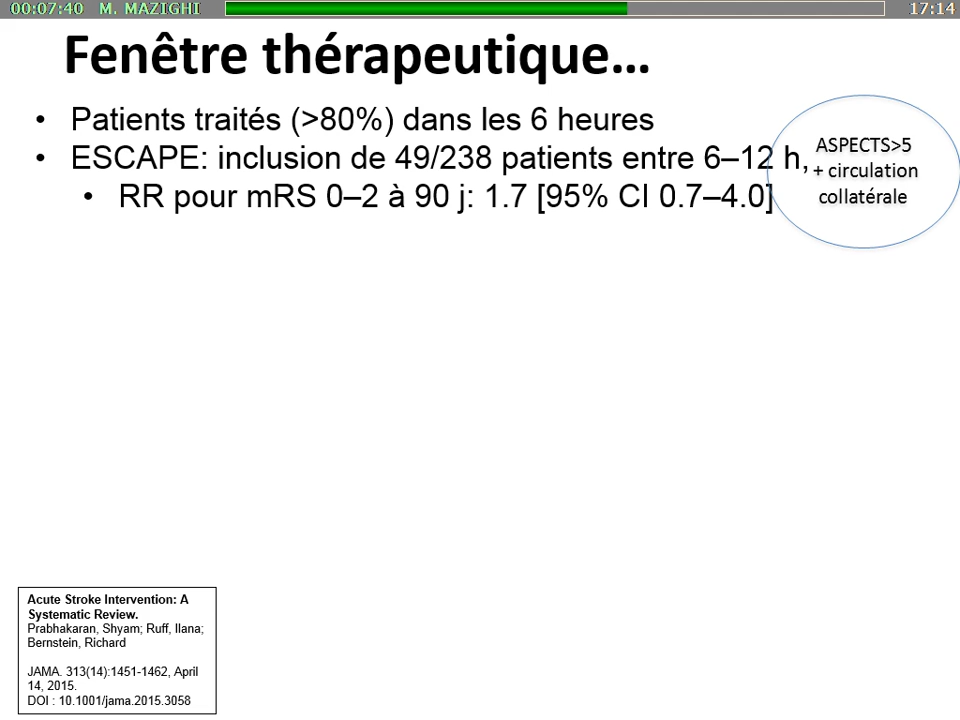 00:07:40 M. MAZIGHI 17:14
Fenêtre thérapeutique...
• Patients traités (>80%) dans les 6 heures
• ESCAPE: inclusion de 49/238 patients entre 6–12 h,
• RR pour mRS 0–2 à 90 j: 1.7 [95% CI 0.7–4.0]
ASPECTS>5
+ circulation
collatérale
Acute Stroke Intervention: A
Systematic Review.
Prabhakaran, Shyam; Ruff, Ilana;
Bernstein, Richard
JAMA. 313(14):1451-1462, April
14, 2015.
DOI : 10.1001/jama.2015.3058